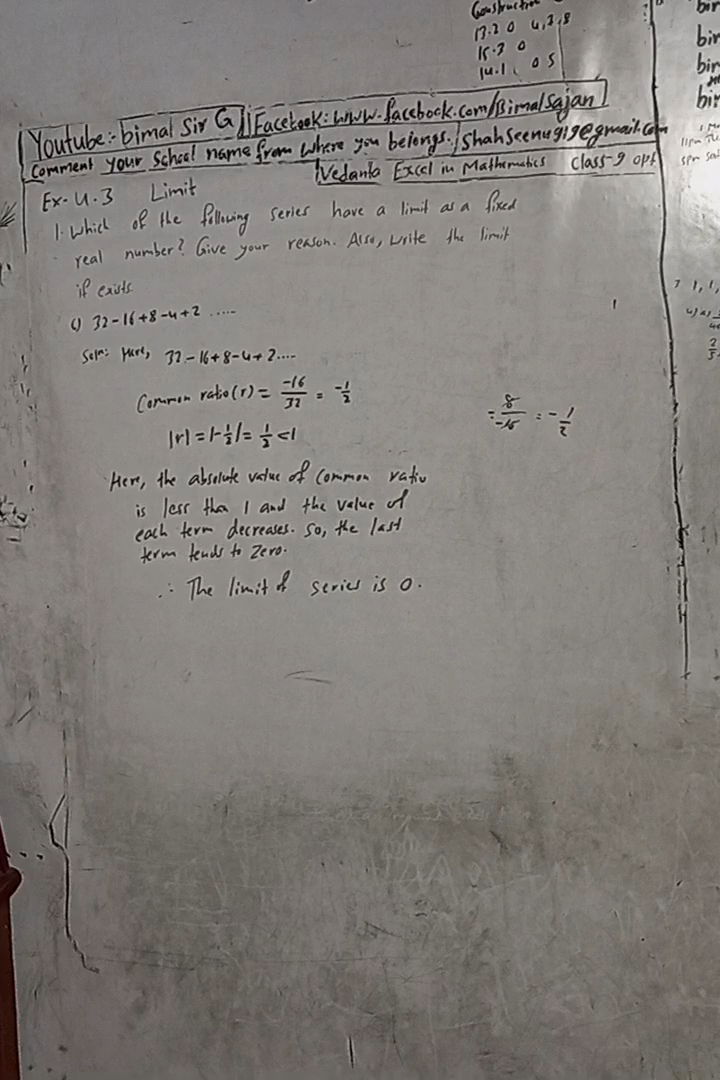 Construction
13.2 0 4,3,8
15.3 0
14.1 0 5
Youtube:- bimal Sir G Facebook: www.facebook.com/Bimalsajan
Comment your School name from where you belongs. shahseenu919@gmail.com
Vedanta Excel in Mathematics class-9 opt
Ex-4.3 Limit
1. Which of the following series have a limit as a fixed
real number? Give your reason. Also, write the limit
if exists.
c) 32-16+8-4+2 .....
Soln: Here, 32-16+8-4+2....
Common ratio(r) = -16/32 = -1/2
= 8/-16 = -1/2
|r| = |-1/2| = 1/2 <1
Here, the absolute value of common ratio
is less than 1 and the value of
each term decreases. So, the last
term tends to zero.
∴ The limit of series is 0.